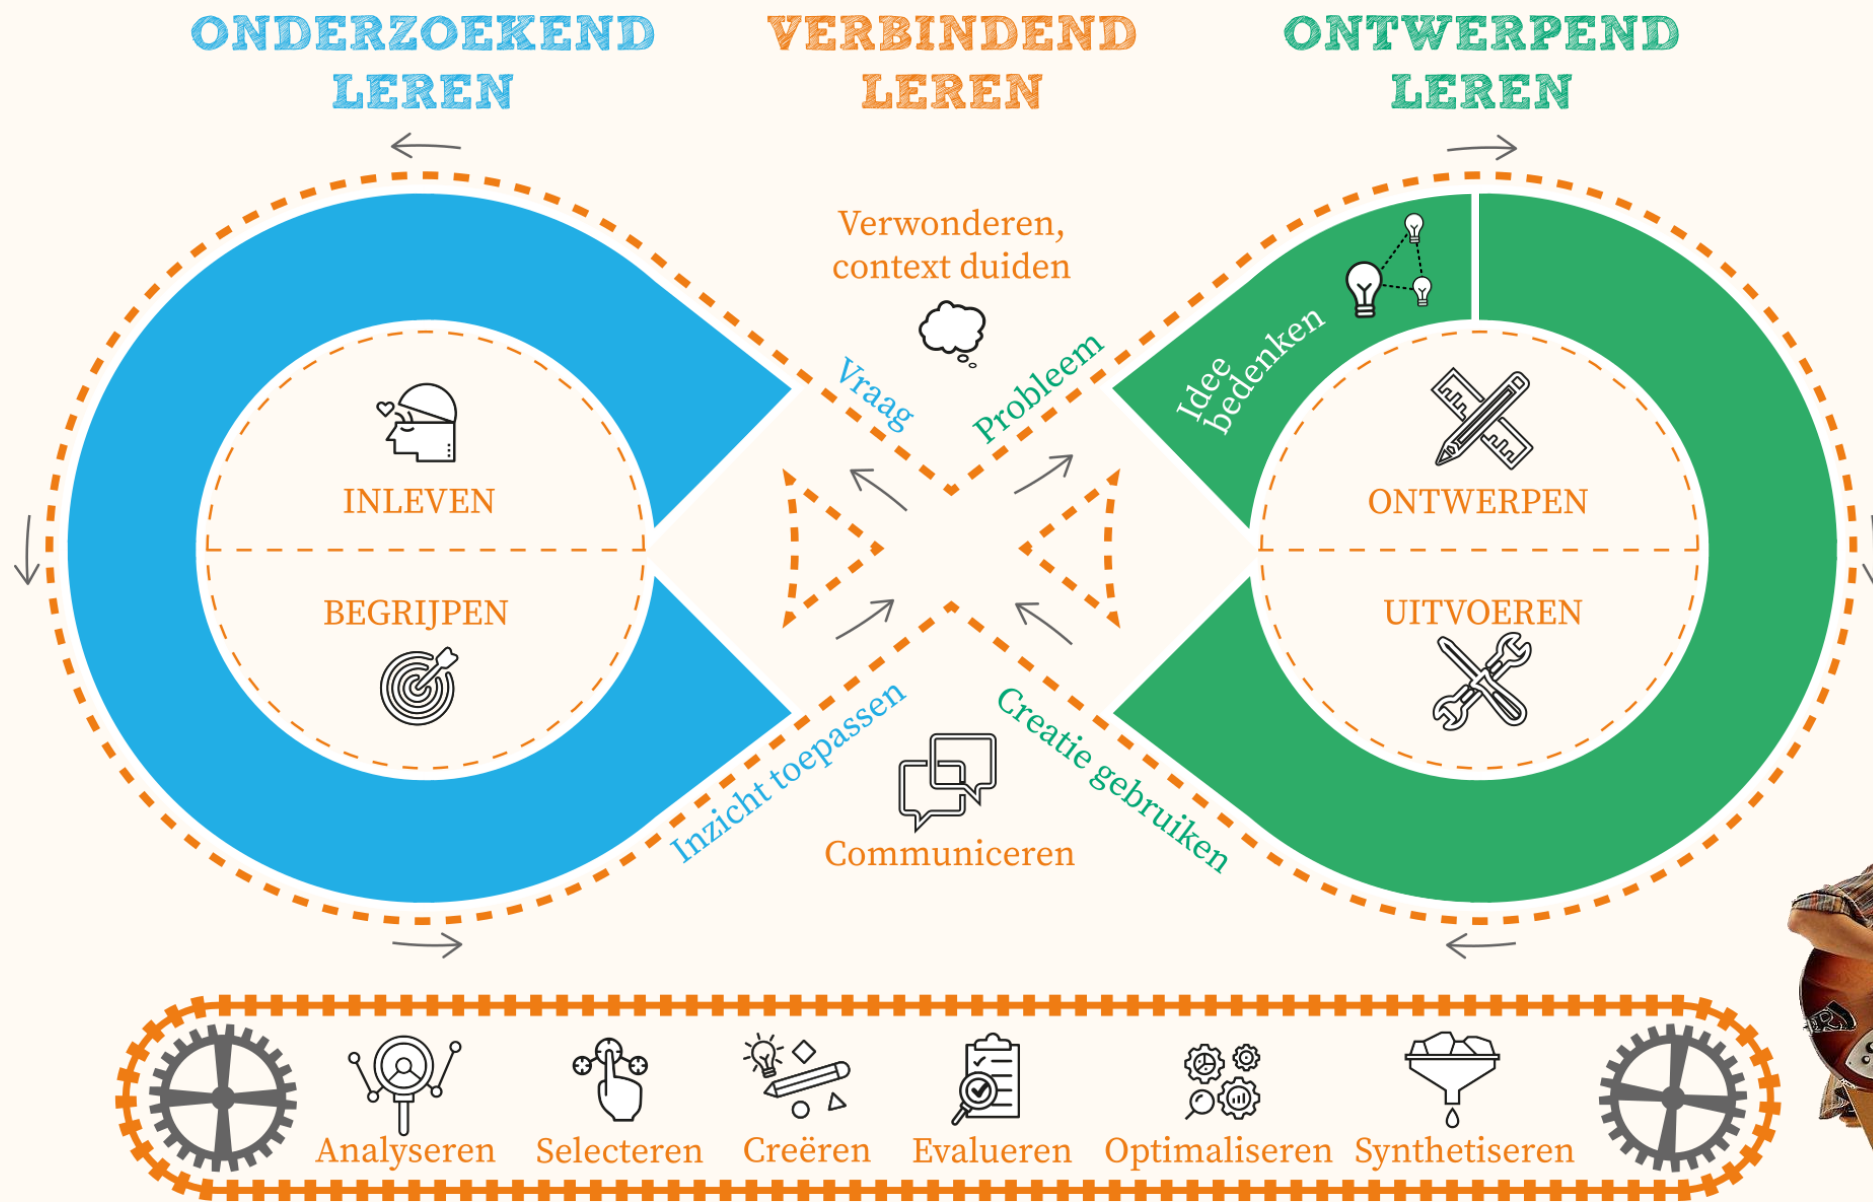 ONDERZOEKEND
LEREN
VERBINDEND
LEREN
ONTWERPEND
LEREN
Verwonderen,
context duiden
Vraag
Probleem
Idee
bedenken
INLEVEN
BEGRIJPEN
ONTWERPEN
UITVOEREN
Inzicht toepassen
Creatie gebruiken
Communiceren
Analyseren
Selecteren
Creëren
Evalueren
Optimaliseren
Synthetiseren